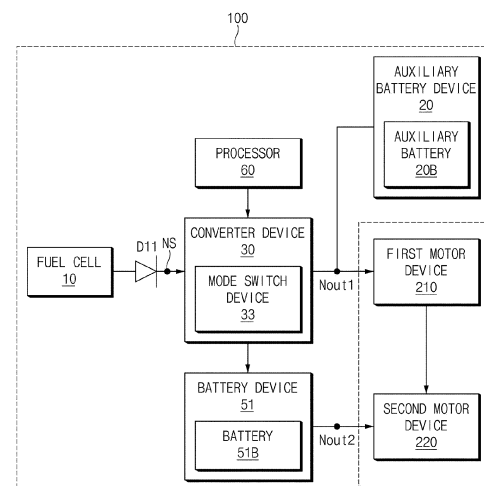 100
AUXILIARY
BATTERY DEVICE
20
AUXILIARY
BATTERY
20B
PROCESSOR
60
D11
NS
FUEL CELL
10
CONVERTER DEVICE
30
MODE SWITCH
DEVICE
33
Nout1
FIRST MOTOR
DEVICE
210
BATTERY DEVICE
51
BATTERY
51B
Nout2
SECOND MOTOR
DEVICE
220